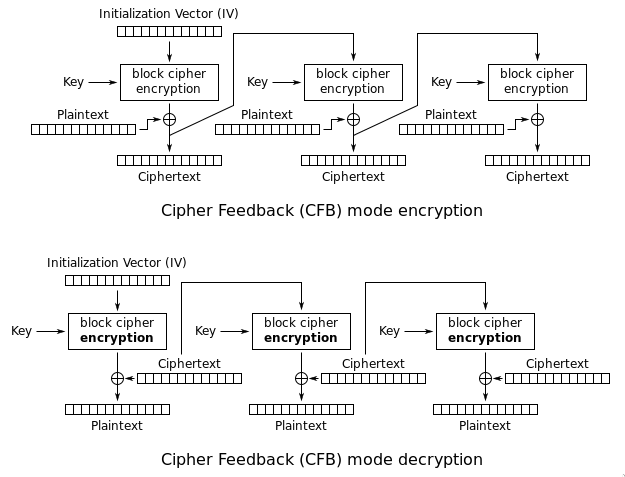 Initialization Vector (IV)
Key
block cipher
encryption
Key
block cipher
encryption
Key
block cipher
encryption
Plaintext
Plaintext
Plaintext
Ciphertext
Ciphertext
Ciphertext
Cipher Feedback (CFB) mode encryption
Initialization Vector (IV)
Key
block cipher
encryption
Key
block cipher
encryption
Key
block cipher
encryption
Ciphertext
Ciphertext
Ciphertext
Plaintext
Plaintext
Plaintext
Cipher Feedback (CFB) mode decryption